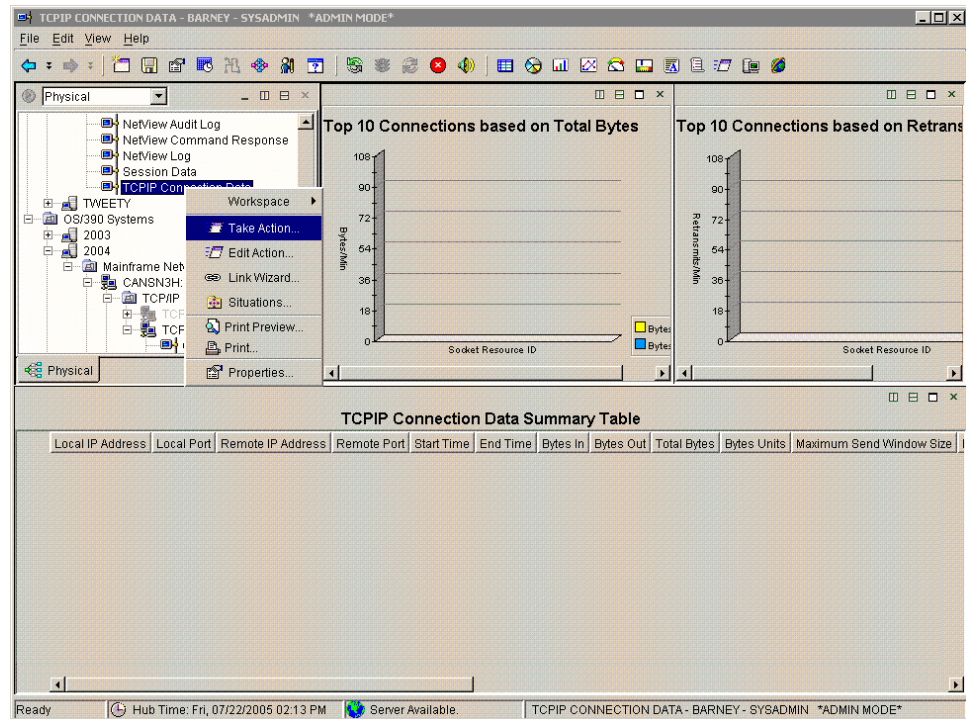 TCPIP CONNECTION DATA - BARNEY - SYSADMIN *ADMIN MODE*
File Edit View Help
Physical
NetView Audit Log
NetView Command Response
NetView Log
Session Data
TCPIP Connection Data
TWEETY
OS/390 Systems
2003
2004
Mainframe Net
CANSN3H:
TCP/IP
TCP
TCP
Physical
Workspace
Take Action...
Edit Action...
Link Wizard...
Situations...
Print Preview...
Print...
Properties...
Top 10 Connections based on Total Bytes
108
90
72
54
36
18
0
Bytes/Min
Socket Resource ID
Bytes
Bytes
Top 10 Connections based on Retrans
108
90
72
54
36
18
0
Retransmits/Min
Socket Resource ID
TCPIP Connection Data Summary Table
Local IP Address Local Port Remote IP Address Remote Port Start Time End Time Bytes In Bytes Out Total Bytes Bytes Units Maximum Send Window Size
Ready Hub Time: Fri, 07/22/2005 02:13 PM Server Available. TCPIP CONNECTION DATA - BARNEY - SYSADMIN *ADMIN MODE*